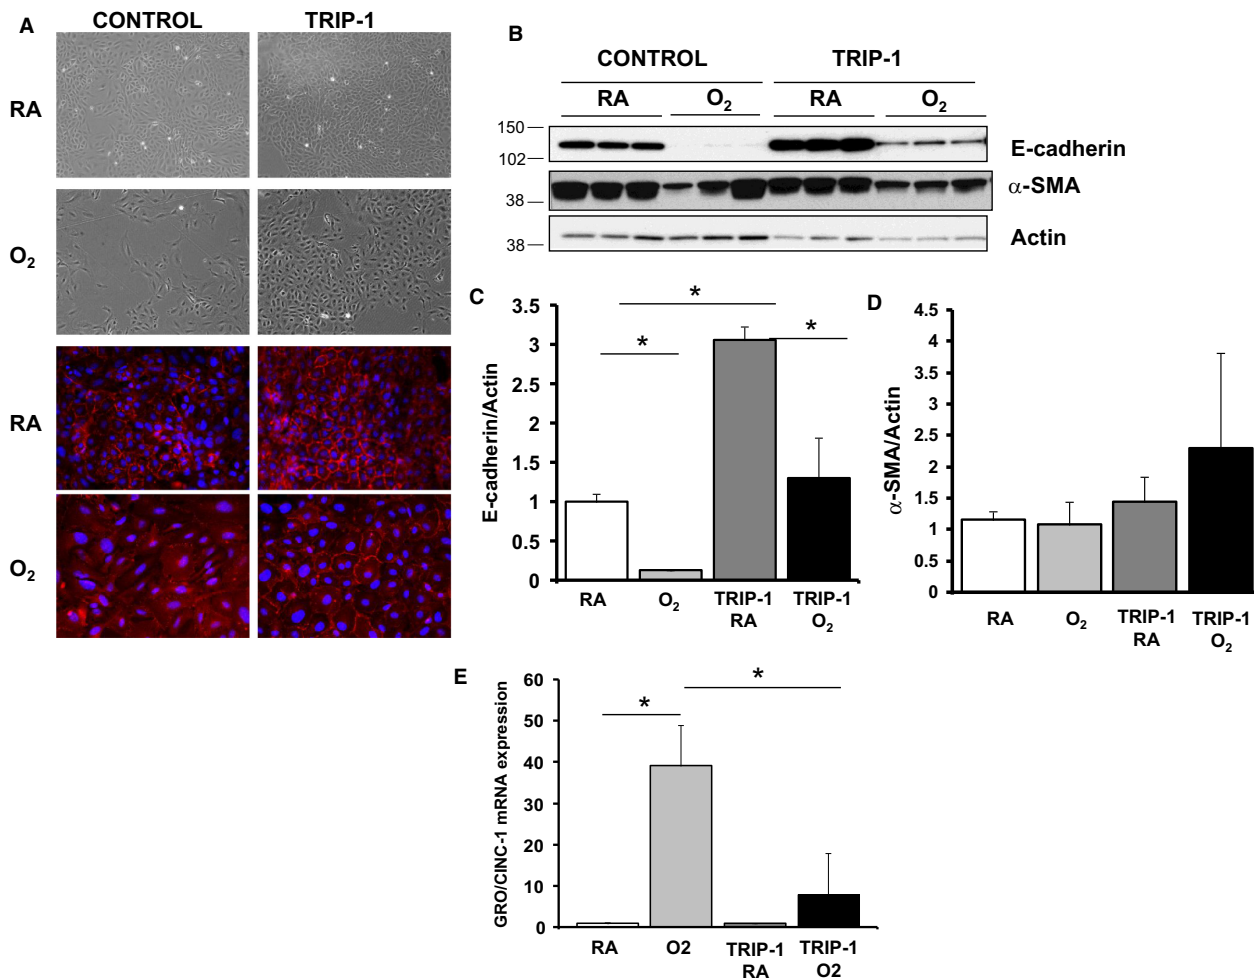 A
CONTROL
TRIP-1
RA
O₂
RA
O₂
B
CONTROL
TRIP-1
RA
O₂
RA
O₂
150
102
E-cadherin
38
α-SMA
38
Actin
C
E-cadherin/Actin
3.5
3
2.5
2
1.5
1
0.5
0
*
*
*
RA
O₂
TRIP-1
RA
TRIP-1
O₂
D
α-SMA/Actin
4.5
4
3.5
3
2.5
2
1.5
1
0.5
0
RA
O₂
TRIP-1
RA
TRIP-1
O₂
E
GRO/CINC-1 mRNA expression
60
50
40
30
20
10
0
*
*
RA
O2
TRIP-1
RA
TRIP-1
O2